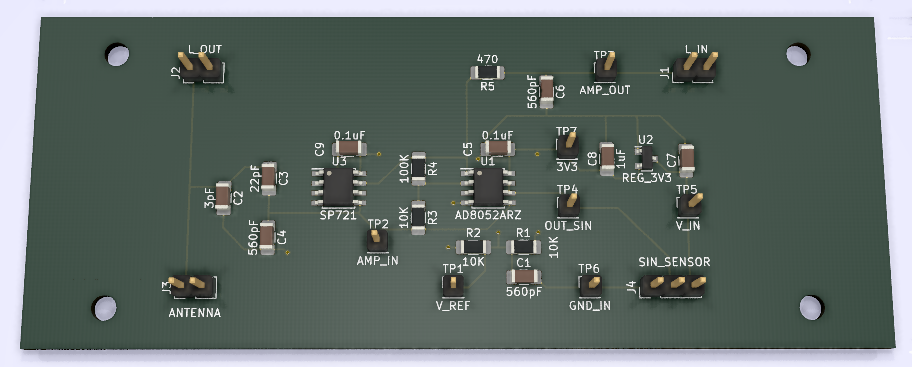 L_OUT
J2
470
R5
560pF
C6
TP3
AMP_OUT
L_IN
J1
C9
0.1uF
U3
SP721
100K
R4
10K
R3
C5
0.1uF
U1
AD8052ARZ
TP7
3V3
C8
1uF
U2
REG_3V3
C7
3pF
C2
22pF
C3
560pF
C4
TP2
AMP_IN
TP4
OUT_SIN
TP5
V_IN
R2
10K
R1
10K
C1
560pF
TP1
V_REF
TP6
GND_IN
SIN_SENSOR
J4
J3
ANTENNA